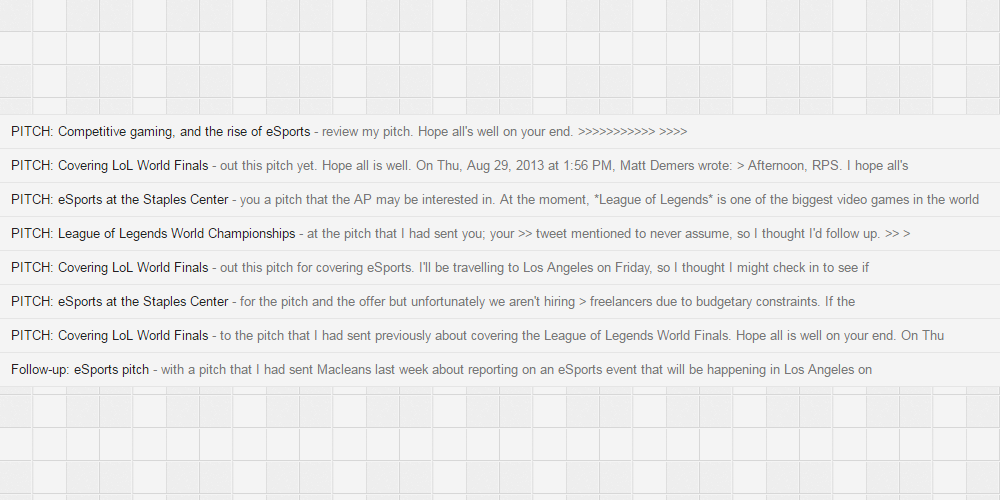 PITCH: Competitive gaming, and the rise of eSports - review my pitch. Hope all's well on your end. >>>>>>>>>>> >>>>
PITCH: Covering LoL World Finals - out this pitch yet. Hope all is well. On Thu, Aug 29, 2013 at 1:56 PM, Matt Demers wrote: > Afternoon, RPS. I hope all's
PITCH: eSports at the Staples Center - you a pitch that the AP may be interested in. At the moment, *League of Legends* is one of the biggest video games in the world
PITCH: League of Legends World Championships - at the pitch that I had sent you; your >> tweet mentioned to never assume, so I thought I'd follow up. >> >
PITCH: Covering LoL World Finals - out this pitch for covering eSports. I'll be travelling to Los Angeles on Friday, so I thought I might check in to see if
PITCH: eSports at the Staples Center - for the pitch and the offer but unfortunately we aren't hiring > freelancers due to budgetary constraints. If the
PITCH: Covering LoL World Finals - to the pitch that I had sent previously about covering the League of Legends World Finals. Hope all is well on your end. On Thu
Follow-up: eSports pitch - with a pitch that I had sent Macleans last week about reporting on an eSports event that will be happening in Los Angeles on